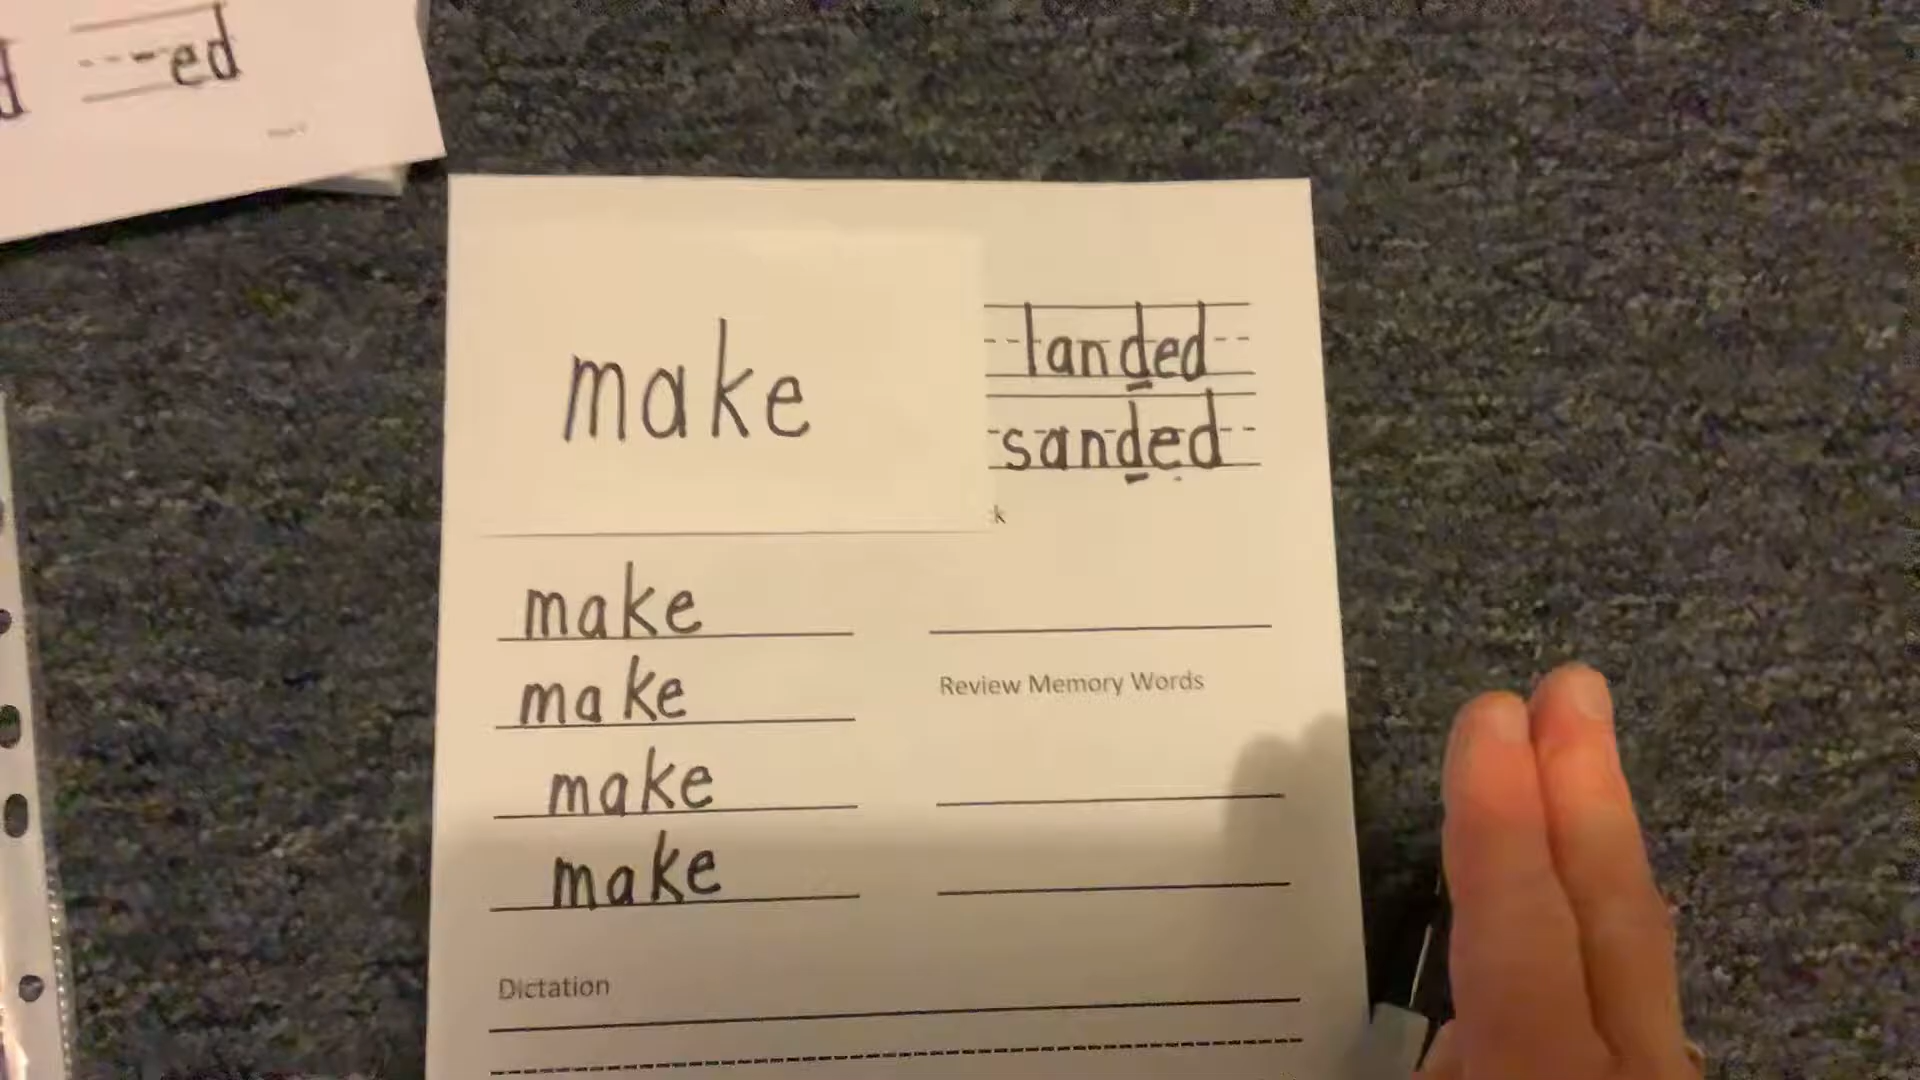 -ed
make
landed
sanded
k
make
make
make
make
Review Memory Words
Dictation